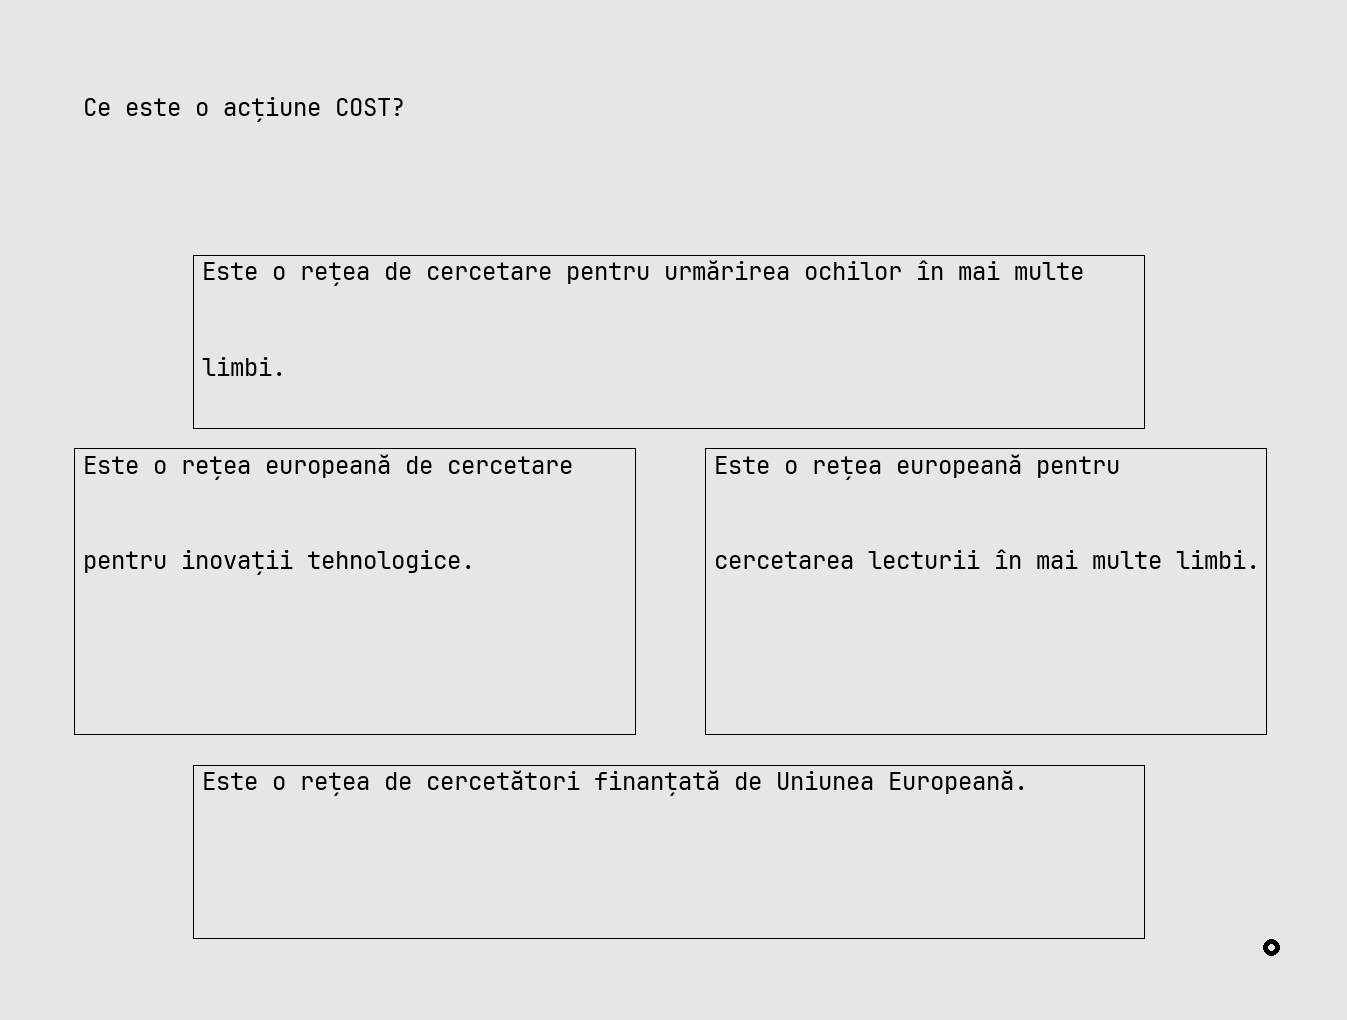 Ce este o acțiune COST?
Este o rețea de cercetare pentru urmărirea ochilor în mai multe
limbi.
Este o rețea europeană de cercetare
pentru inovații tehnologice.
Este o rețea europeană pentru
cercetarea lecturii în mai multe limbi.
Este o rețea de cercetători finanțată de Uniunea Europeană.